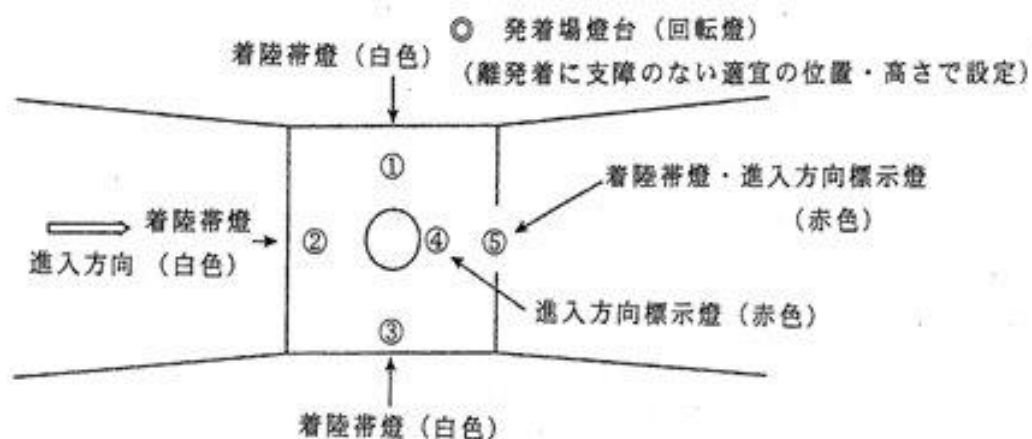 ◎ 発着場燈台（回転燈）
（離発着に支障のない適宜の位置・高さで設定）
着陸帯燈（白色）
①
着陸帯燈・進入方向標示燈
（赤色）
着陸帯燈
進入方向（白色）
②
④
⑤
進入方向標示燈（赤色）
③
着陸帯燈（白色）